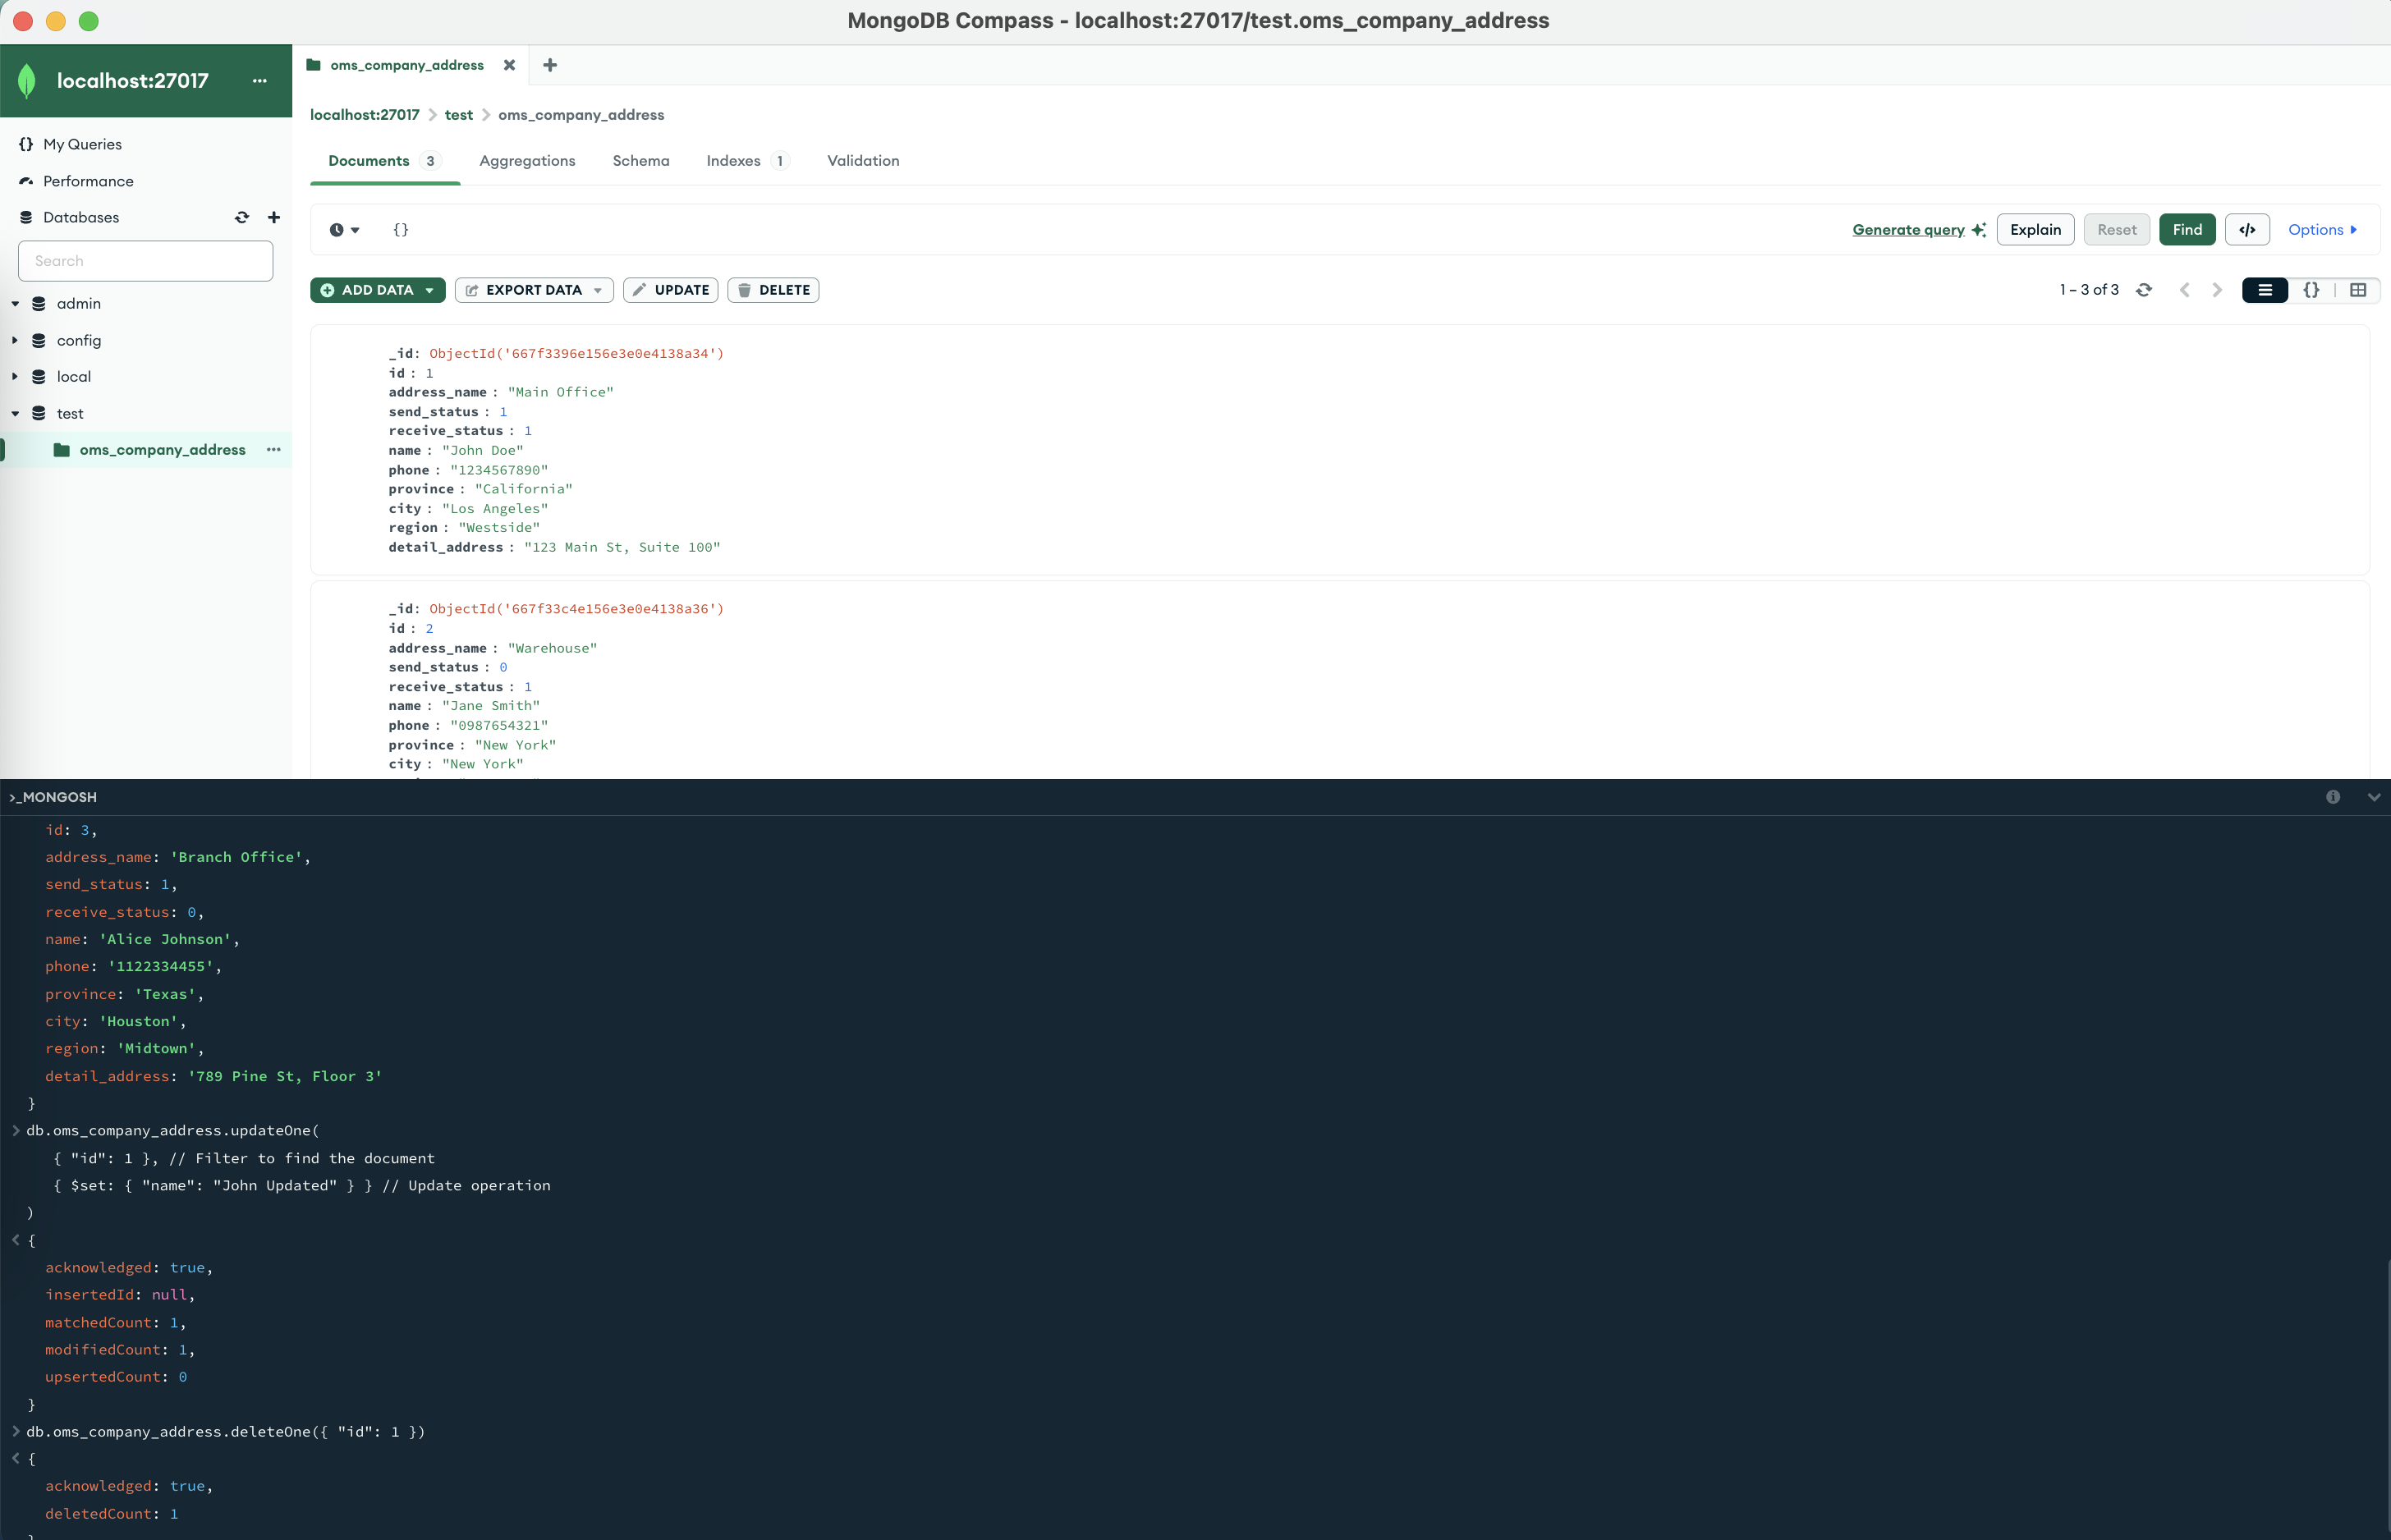 MongoDB Compass - localhost:27017/test.oms_company_address
localhost:27017
oms_company_address
localhost:27017 > test > oms_company_address
My Queries
Performance
Databases
Search
admin
config
local
test
oms_company_address
Documents 3 Aggregations Schema Indexes 1 Validation
{} Generate query Explain Reset Find </> Options
ADD DATA EXPORT DATA UPDATE DELETE
1 – 3 of 3 {}
_id: ObjectId('667f3396e156e3e0e4138a34')
id : 1
address_name : "Main Office"
send_status : 1
receive_status : 1
name : "John Doe"
phone : "1234567890"
province : "California"
city : "Los Angeles"
region : "Westside"
detail_address : "123 Main St, Suite 100"
_id: ObjectId('667f33c4e156e3e0e4138a36')
id : 2
address_name : "Warehouse"
send_status : 0
receive_status : 1
name : "Jane Smith"
phone : "0987654321"
province : "New York"
city : "New York"
>_MONGOSH
id: 3,
address_name: 'Branch Office',
send_status: 1,
receive_status: 0,
name: 'Alice Johnson',
phone: '1122334455',
province: 'Texas',
city: 'Houston',
region: 'Midtown',
detail_address: '789 Pine St, Floor 3'
}
> db.oms_company_address.updateOne(
{ "id": 1 }, // Filter to find the document
{ $set: { "name": "John Updated" } } // Update operation
)
< {
acknowledged: true,
insertedId: null,
matchedCount: 1,
modifiedCount: 1,
upsertedCount: 0
}
> db.oms_company_address.deleteOne({ "id": 1 })
< {
acknowledged: true,
deletedCount: 1
}